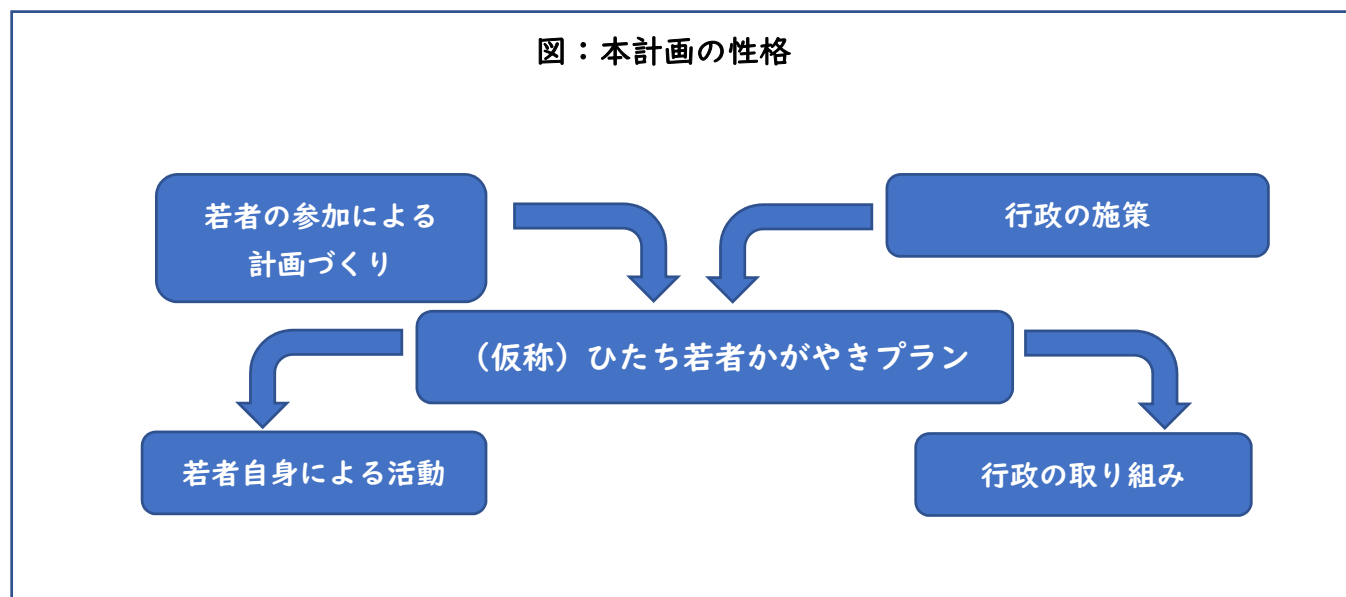 図：本計画の性格
若者の参加による
計画づくり
行政の施策
（仮称）ひたち若者かがやきプラン
若者自身による活動
行政の取り組み